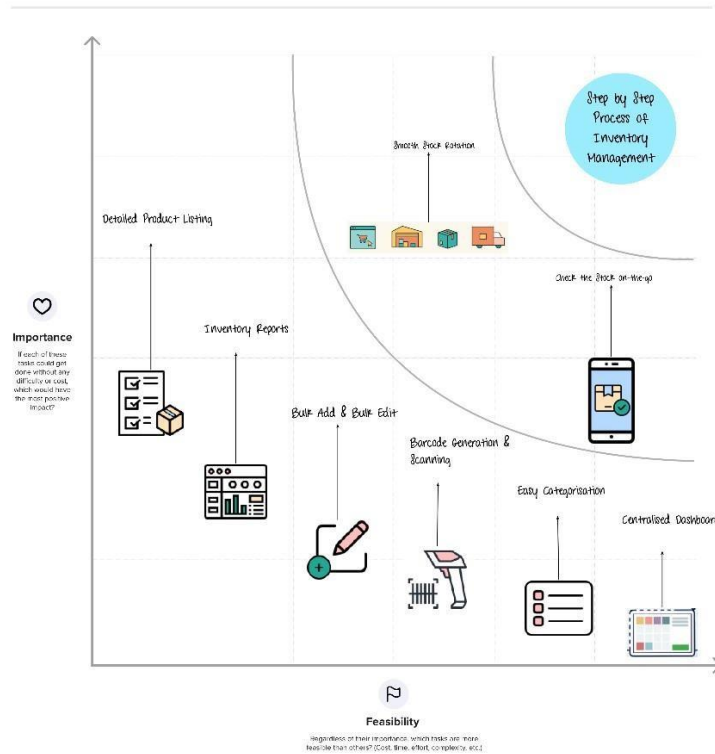 Step by Step
Process of
Inventory
Management
Smooth Stock Rotation
Detailed Product Listing
Check the Stock on-the-go
Importance
If each of these
tasks could get
done without any
difficulty or cost,
which would have
the most positive
impact?
Inventory Reports
Bulk Add & Bulk Edit
Barcode Generation &
Scanning
Easy Categorisation
Centralised Dashboar
Feasibility
Regardless of their importance, which tasks are more
feasible than others? (Cost, time, effort, complexity, etc.)